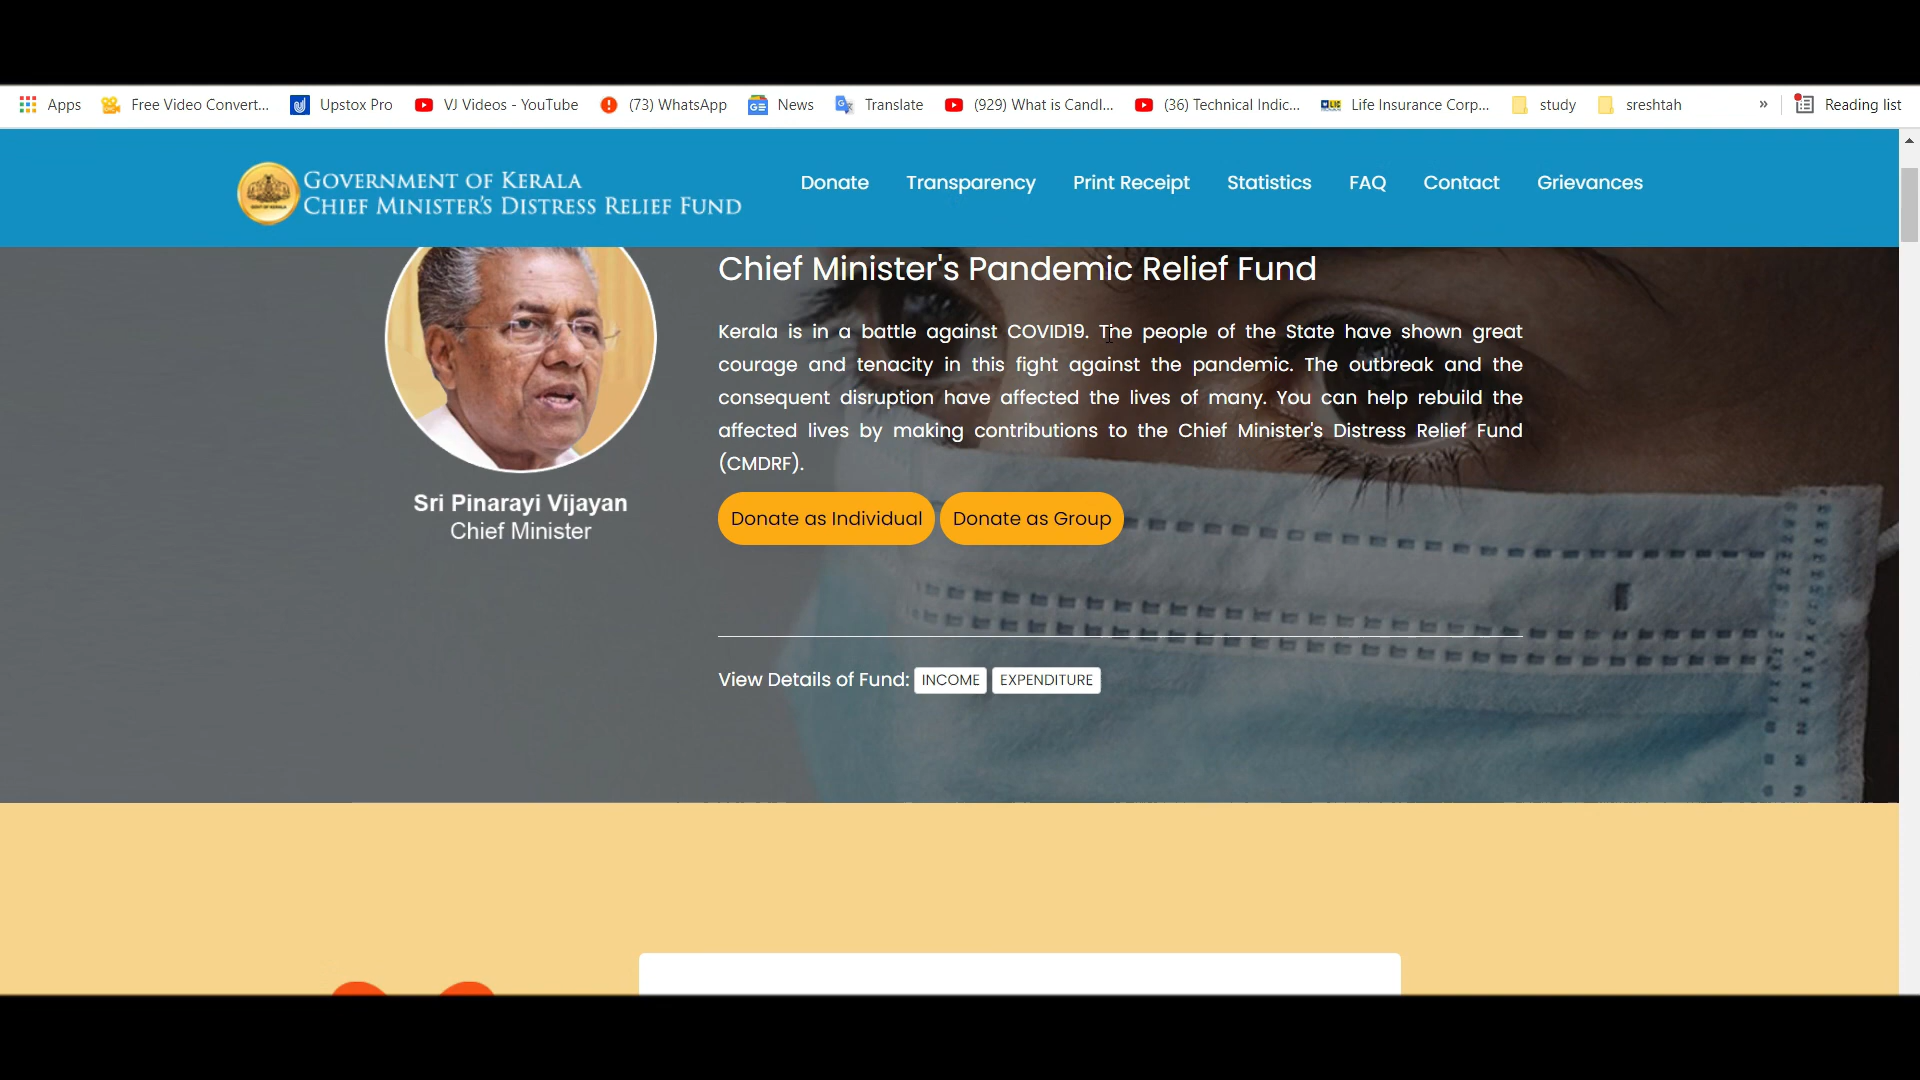 Apps Free Video Convert... Upstox Pro VJ Videos - YouTube (73) WhatsApp News Translate (929) What is Candl... (36) Technical Indic... Life Insurance Corp... study sreshtah » Reading list
GOVERNMENT OF KERALA
CHIEF MINISTER'S DISTRESS RELIEF FUND
Donate Transparency Print Receipt Statistics FAQ Contact Grievances
Sri Pinarayi Vijayan
Chief Minister
Chief Minister's Pandemic Relief Fund
Kerala is in a battle against COVID19. The people of the State have shown great
courage and tenacity in this fight against the pandemic. The outbreak and the
consequent disruption have affected the lives of many. You can help rebuild the
affected lives by making contributions to the Chief Minister's Distress Relief Fund
(CMDRF).
Donate as Individual Donate as Group
View Details of Fund: INCOME EXPENDITURE